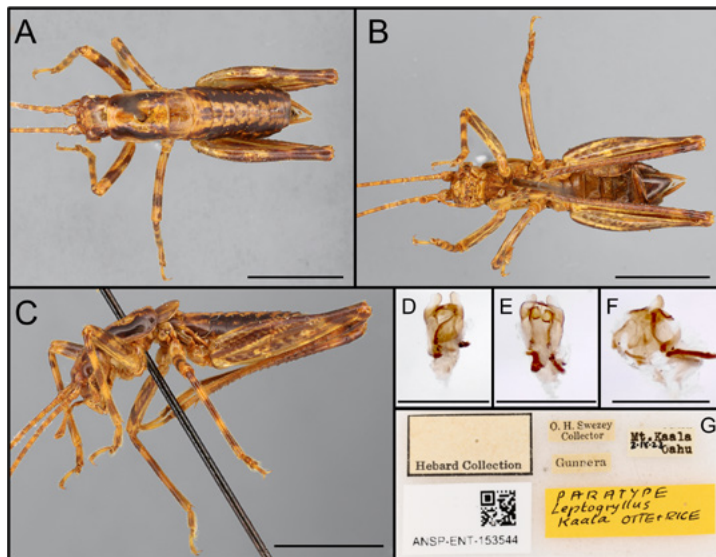 A
B
C
D
E
F
G
Hebard Collection
O. H. Swezey
Collector
Gunnera
Mt. Kaala
Oahu
ANSP-ENT-153544
PARATYPE
Leptogryllus
Kaala OTTE & RICE